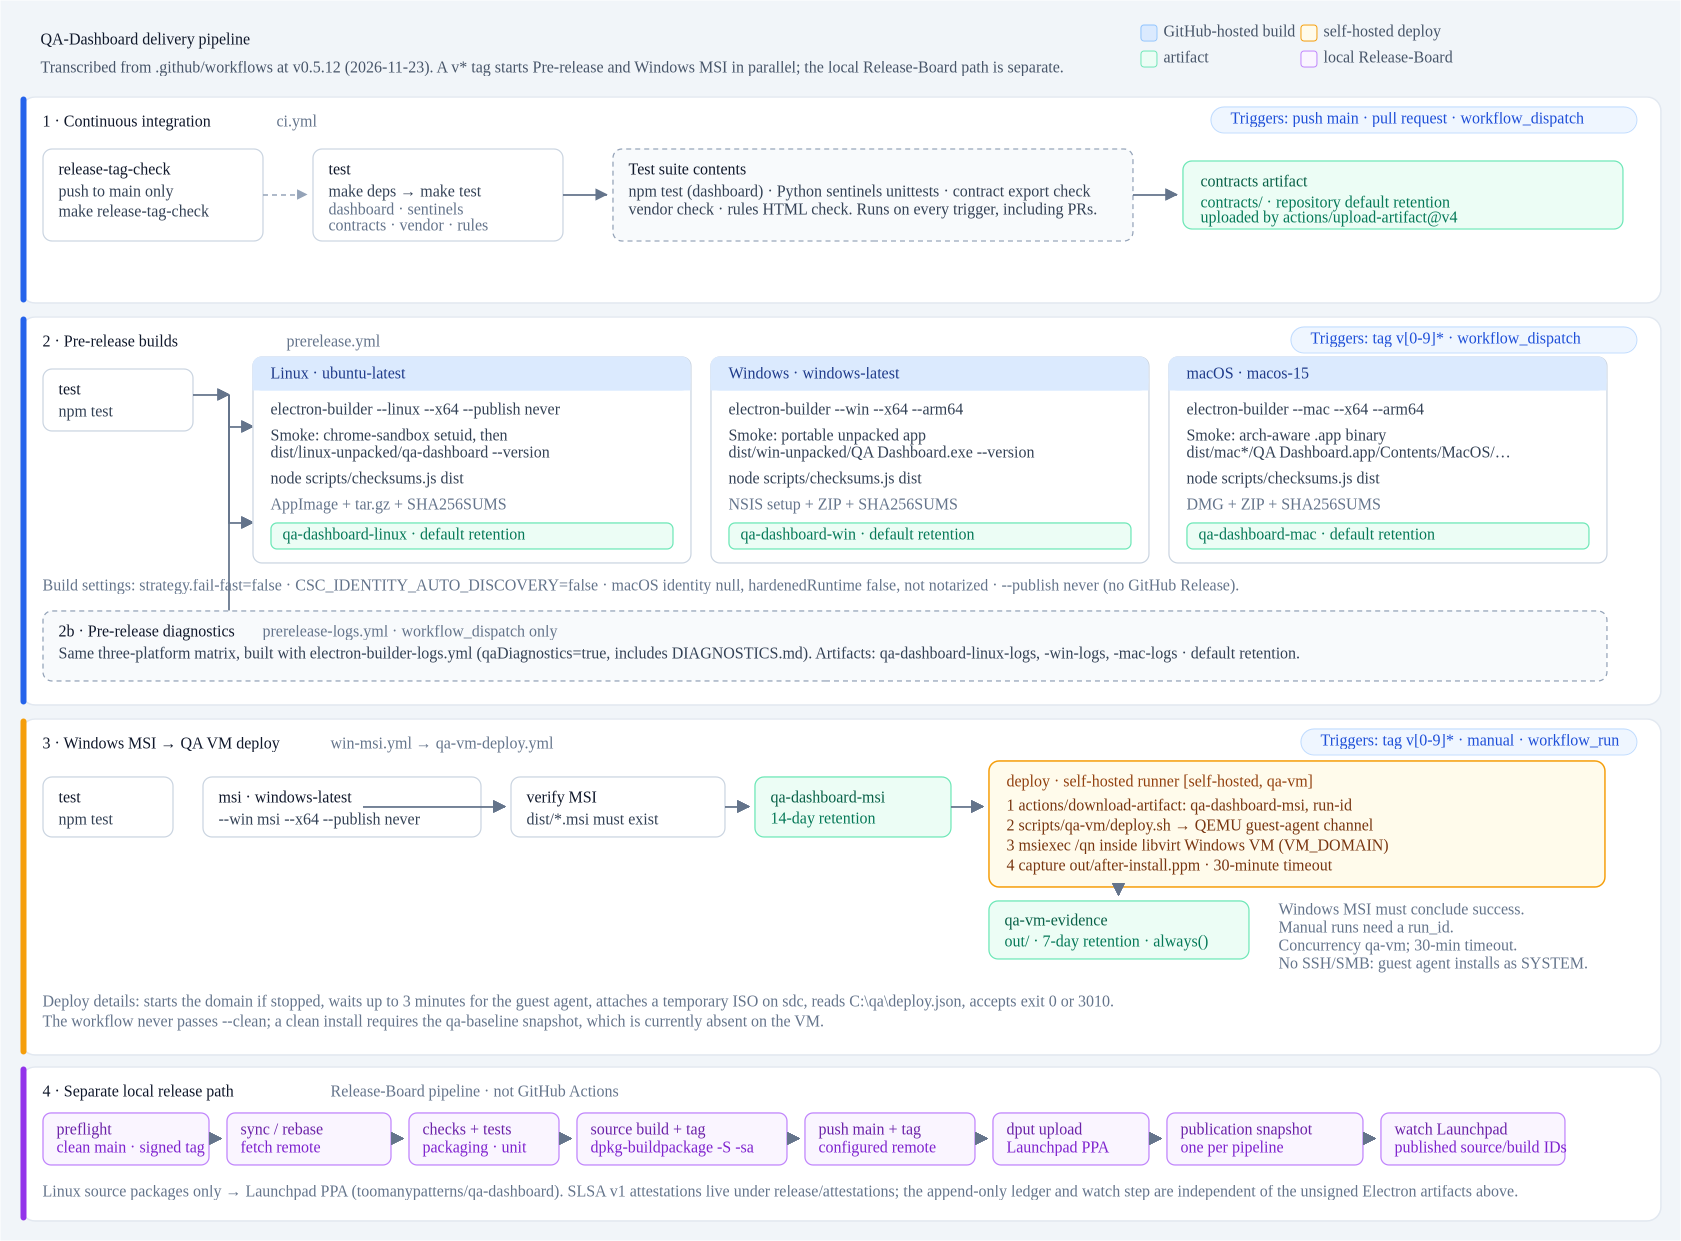 QA-Dashboard delivery pipeline
Transcribed from .github/workflows at v0.5.12 (2026-11-23). A v* tag starts Pre-release and Windows MSI in parallel; the local Release-Board path is separate.
GitHub-hosted build
self-hosted deploy
artifact
local Release-Board
1 · Continuous integration
ci.yml
Triggers: push main · pull request · workflow_dispatch
release-tag-check
push to main only
make release-tag-check
test
make deps → make test
dashboard · sentinels
contracts · vendor · rules
Test suite contents
npm test (dashboard) · Python sentinels unittests · contract export check
vendor check · rules HTML check. Runs on every trigger, including PRs.
contracts artifact
contracts/ · repository default retention
uploaded by actions/upload-artifact@v4
2 · Pre-release builds
prerelease.yml
Triggers: tag v[0-9]* · workflow_dispatch
test
npm test
Linux · ubuntu-latest
electron-builder --linux --x64 --publish never
Smoke: chrome-sandbox setuid, then
dist/linux-unpacked/qa-dashboard --version
node scripts/checksums.js dist
AppImage + tar.gz + SHA256SUMS
qa-dashboard-linux · default retention
Windows · windows-latest
electron-builder --win --x64 --arm64
Smoke: portable unpacked app
dist/win-unpacked/QA Dashboard.exe --version
node scripts/checksums.js dist
NSIS setup + ZIP + SHA256SUMS
qa-dashboard-win · default retention
macOS · macos-15
electron-builder --mac --x64 --arm64
Smoke: arch-aware .app binary
dist/mac*/QA Dashboard.app/Contents/MacOS/…
node scripts/checksums.js dist
DMG + ZIP + SHA256SUMS
qa-dashboard-mac · default retention
Build settings: strategy.fail-fast=false · CSC_IDENTITY_AUTO_DISCOVERY=false · macOS identity null, hardenedRuntime false, not notarized · --publish never (no GitHub Release).
2b · Pre-release diagnostics
prerelease-logs.yml · workflow_dispatch only
Same three-platform matrix, built with electron-builder-logs.yml (qaDiagnostics=true, includes DIAGNOSTICS.md). Artifacts: qa-dashboard-linux-logs, -win-logs, -mac-logs · default retention.
3 · Windows MSI → QA VM deploy
win-msi.yml → qa-vm-deploy.yml
Triggers: tag v[0-9]* · manual · workflow_run
test
npm test
msi · windows-latest
--win msi --x64 --publish never
verify MSI
dist/*.msi must exist
qa-dashboard-msi
14-day retention
deploy · self-hosted runner [self-hosted, qa-vm]
1 actions/download-artifact: qa-dashboard-msi, run-id
2 scripts/qa-vm/deploy.sh → QEMU guest-agent channel
3 msiexec /qn inside libvirt Windows VM (VM_DOMAIN)
4 capture out/after-install.ppm · 30-minute timeout
qa-vm-evidence
out/ · 7-day retention · always()
Windows MSI must conclude success.
Manual runs need a run_id.
Concurrency qa-vm; 30-min timeout.
No SSH/SMB: guest agent installs as SYSTEM.
Deploy details: starts the domain if stopped, waits up to 3 minutes for the guest agent, attaches a temporary ISO on sdc, reads C:\qa\deploy.json, accepts exit 0 or 3010.
The workflow never passes --clean; a clean install requires the qa-baseline snapshot, which is currently absent on the VM.
4 · Separate local release path
Release-Board pipeline · not GitHub Actions
preflight
clean main · signed tag
sync / rebase
fetch remote
checks + tests
packaging · unit
source build + tag
dpkg-buildpackage -S -sa
push main + tag
configured remote
dput upload
Launchpad PPA
publication snapshot
one per pipeline
watch Launchpad
published source/build IDs
Linux source packages only → Launchpad PPA (toomanypatterns/qa-dashboard). SLSA v1 attestations live under release/attestations; the append-only ledger and watch step are independent of the unsigned Electron artifacts above.